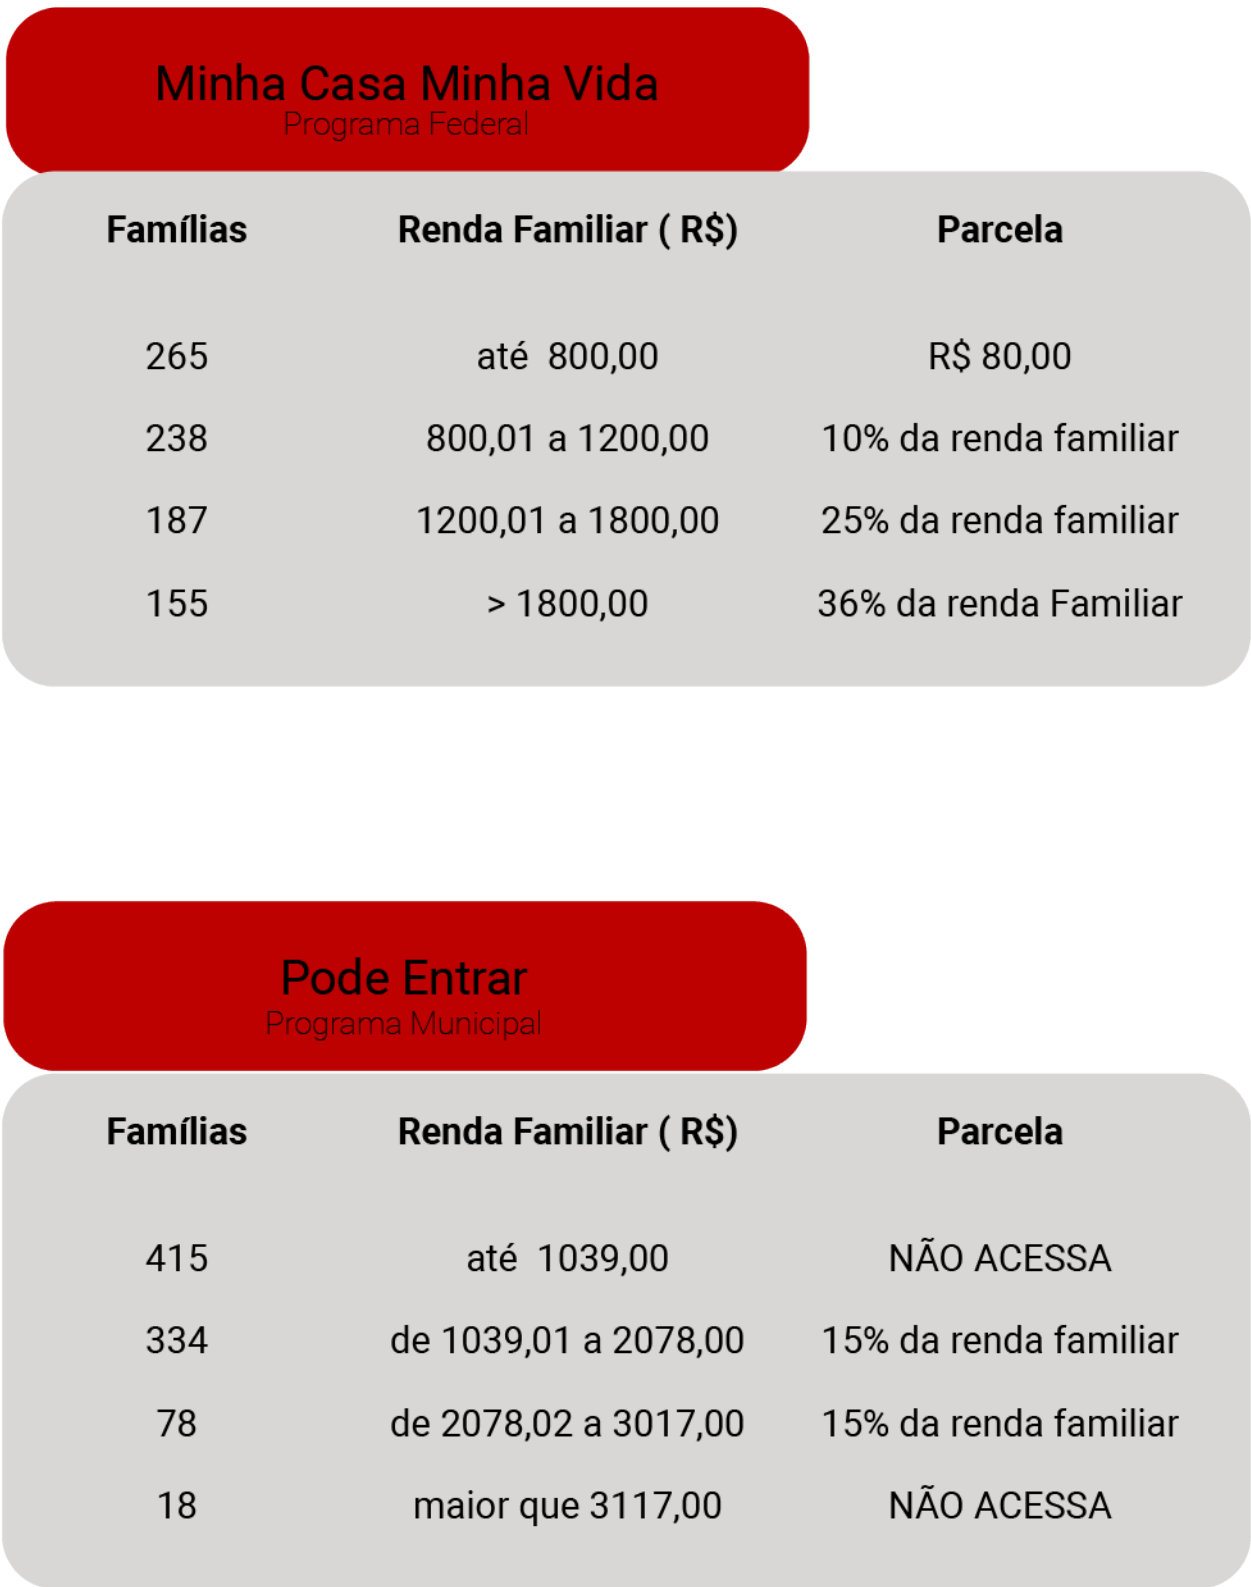 Minha Casa Minha Vida
Programa Federal
Famílias Renda Familiar ( R$) Parcela
265 até 800,00 R$ 80,00
238 800,01 a 1200,00 10% da renda familiar
187 1200,01 a 1800,00 25% da renda familiar
155 > 1800,00 36% da renda Familiar
Pode Entrar
Programa Municipal
Famílias Renda Familiar ( R$) Parcela
415 até 1039,00 NÃO ACESSA
334 de 1039,01 a 2078,00 15% da renda familiar
78 de 2078,02 a 3017,00 15% da renda familiar
18 maior que 3117,00 NÃO ACESSA